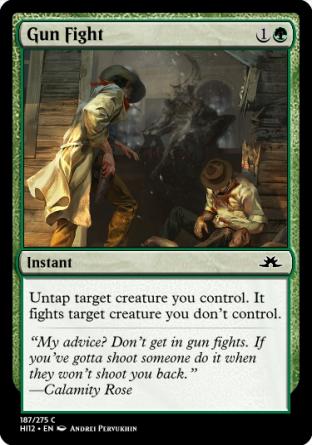 Gun Fight 1
Instant
Untap target creature you control. It
fights target creature you don't control.
"My advice? Don't get in gun fights. If
you've gotta shoot someone do it when
they won't shoot you back."
—Calamity Rose
187/275 C
HI12 • EN Andrei Pervukhin